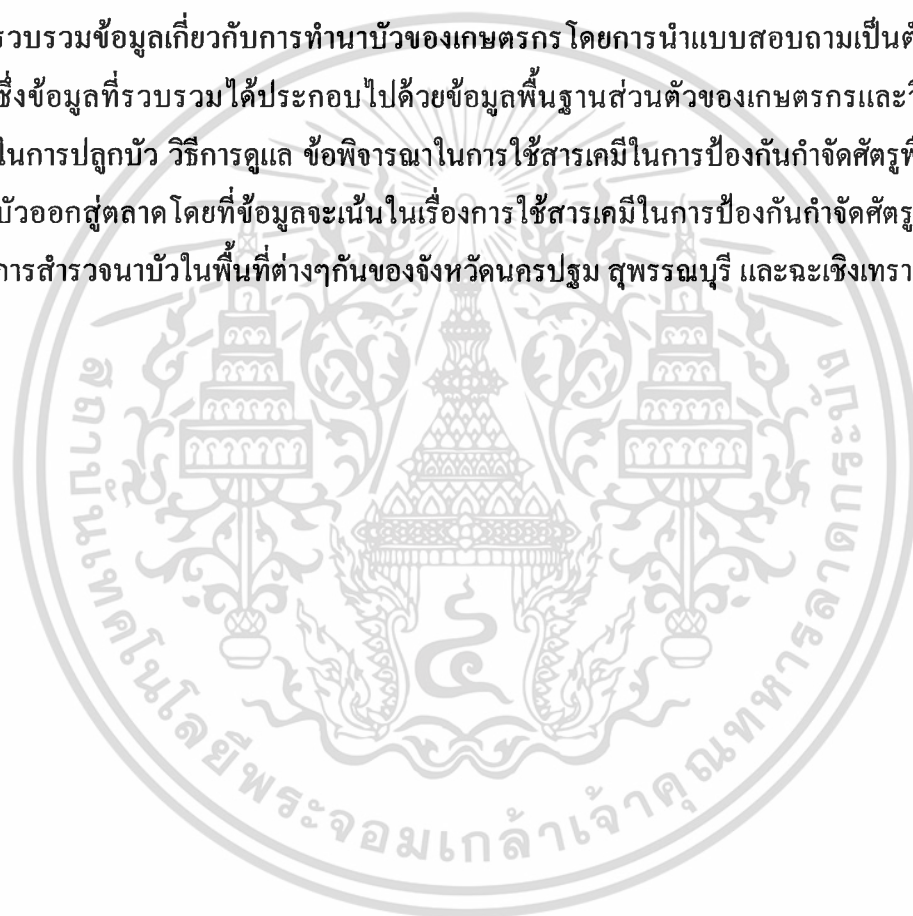 รวบรวมข้อมูลเกี่ยวกับการทำนาบัวของเกษตรกรโดยการนำแบบสอบถามเป็นตั
ซึ่งข้อมูลที่รวบรวมได้ประกอบไปด้วยข้อมูลพื้นฐานส่วนตัวของเกษตรกรและวิ
ในการปลูกบัว วิธีการดูแล ข้อพิจารณาในการใช้สารเคมีในการป้องกันกำจัดศัตรูพื
บัวออกสู่ตลาดโดยที่ข้อมูลจะเน้นในเรื่องการใช้สารเคมีในการป้องกันกำจัดศัตรู
การสำรวจนาบัวในพื้นที่ต่างๆกันของจังหวัดนครปฐม สุพรรณบุรี และฉะเชิงเทรา
สถาบันเทคโนโลยีพระจอมเกล้าเจ้าคุณทหารลาดกระบัง